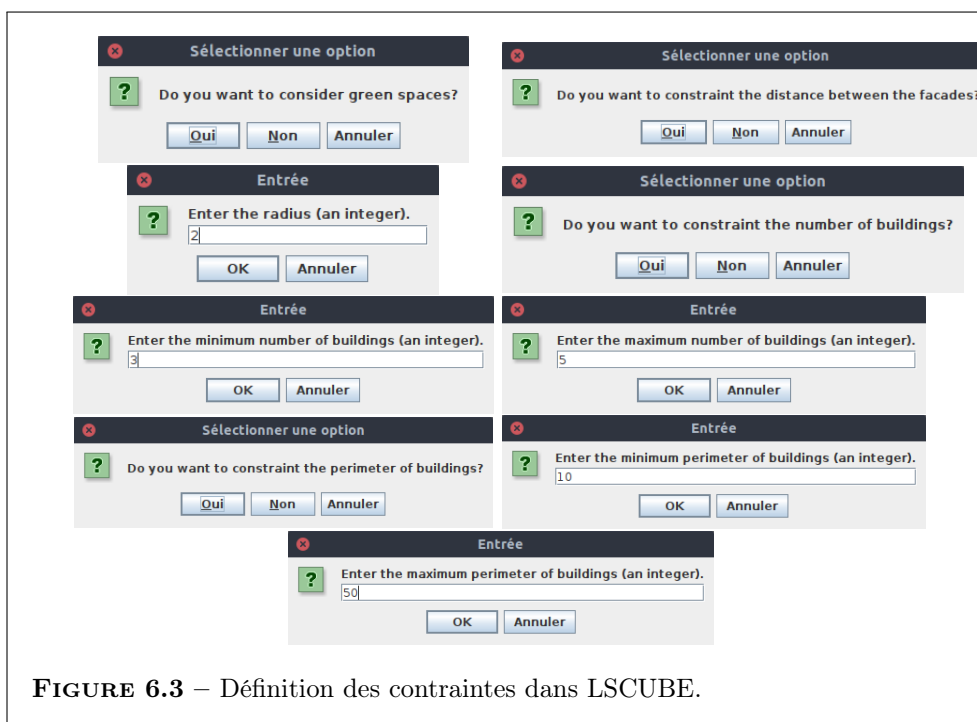 Sélectionner une option
Do you want to consider green spaces?
Oui Non Annuler
Sélectionner une option
Do you want to constraint the distance between the facades?
Oui Non Annuler
Entrée
Enter the radius (an integer).
2
OK Annuler
Sélectionner une option
Do you want to constraint the number of buildings?
Oui Non Annuler
Entrée
Enter the minimum number of buildings (an integer).
3
OK Annuler
Entrée
Enter the maximum number of buildings (an integer).
5
OK Annuler
Sélectionner une option
Do you want to constraint the perimeter of buildings?
Oui Non Annuler
Entrée
Enter the minimum perimeter of buildings (an integer).
10
OK Annuler
Entrée
Enter the maximum perimeter of buildings (an integer).
50
OK Annuler
FIGURE 6.3 – Définition des contraintes dans LSCUBE.